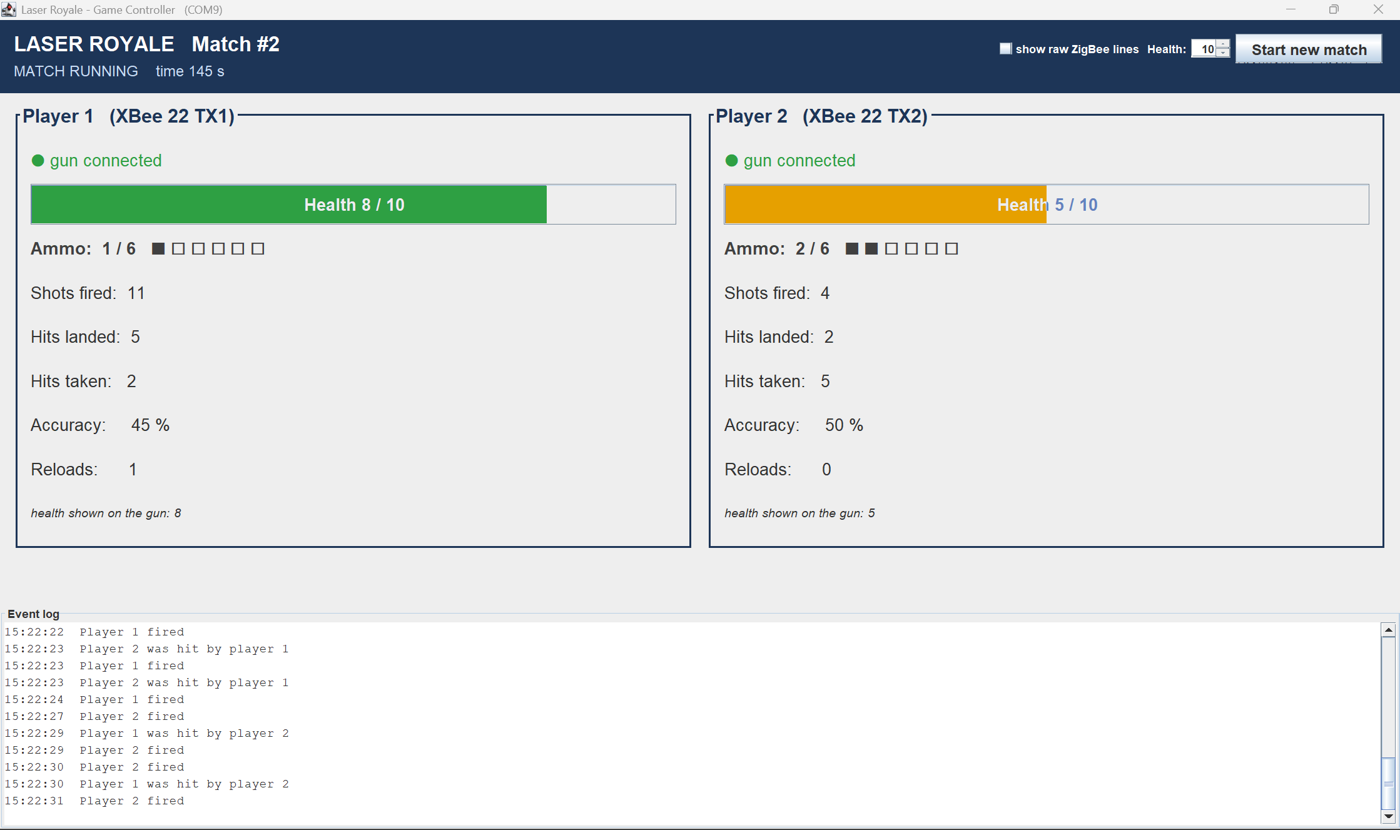 Laser Royale - Game Controller (COM9)
LASER ROYALE Match #2
MATCH RUNNING time 145 s
show raw ZigBee lines Health: 10 Start new match
Player 1 (XBee 22 TX1)
gun connected
Health 8 / 10
Ammo: 1 / 6 ■ □ □ □ □ □
Shots fired: 11
Hits landed: 5
Hits taken: 2
Accuracy: 45 %
Reloads: 1
health shown on the gun: 8
Player 2 (XBee 22 TX2)
gun connected
Health 5 / 10
Ammo: 2 / 6 ■ ■ □ □ □ □
Shots fired: 4
Hits landed: 2
Hits taken: 5
Accuracy: 50 %
Reloads: 0
health shown on the gun: 5
Event log
15:22:22 Player 1 fired
15:22:23 Player 2 was hit by player 1
15:22:23 Player 1 fired
15:22:23 Player 2 was hit by player 1
15:22:24 Player 1 fired
15:22:27 Player 2 fired
15:22:29 Player 1 was hit by player 2
15:22:29 Player 2 fired
15:22:30 Player 2 fired
15:22:30 Player 1 was hit by player 2
15:22:31 Player 2 fired